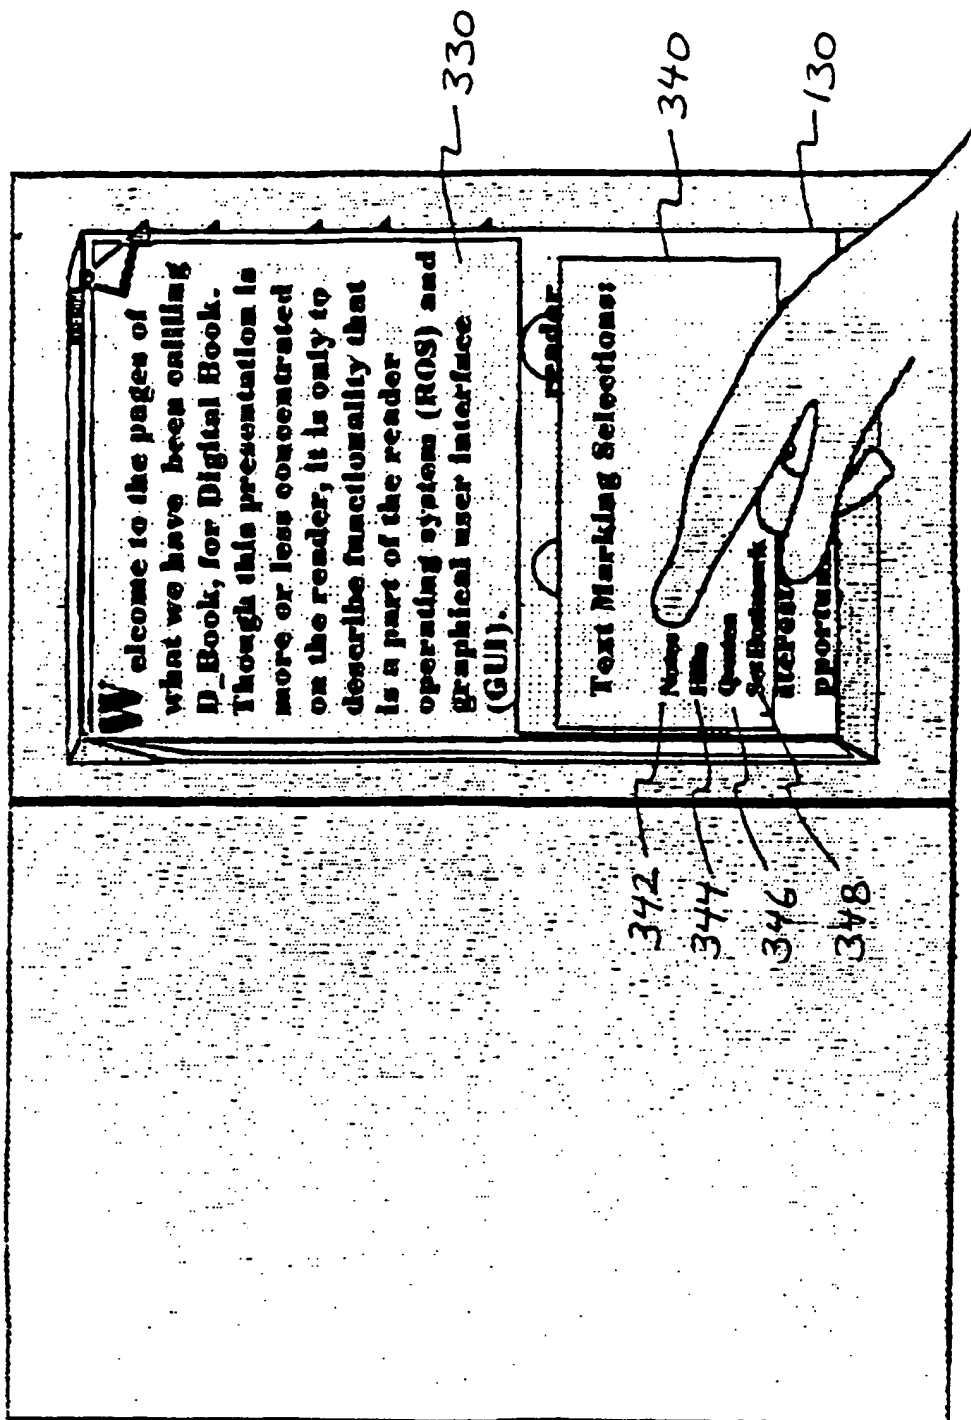 Welcome to the pages of
what we have been calling
D_Book, for Digital Book.
Though this presentation is
more or less concentrated
on the reader, it is only to
describe functionality that
is a part of the reader
operating system (ROS) and
graphical user interface
(GUI).
reader
Text Marking Selections:
Notes
Hilite
Set Bookmark
pportun
330
340
130
342
344
346
348